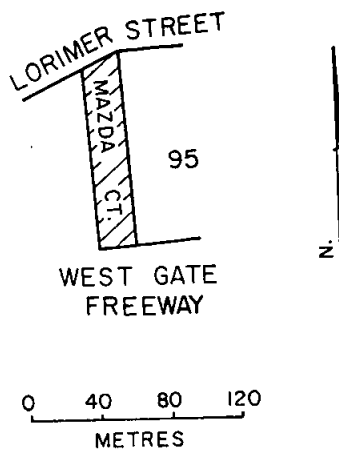 LORIMER STREET
MAZDA CT.
95
N.
WEST GATE
FREEWAY
0 40 80 120
METRES